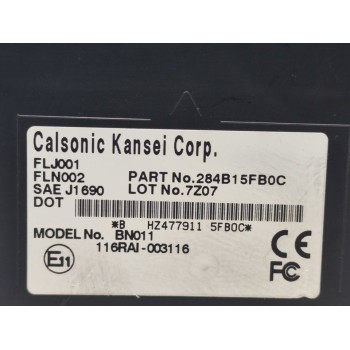 Calsonic Kansei Corp.
FLJ001
FLN002 PART No.284B15FB0C
SAE J1690 LOT No.7Z07
DOT
*B HZ477911 5FB0C*
MODEL No. BN011
116RAI-003116
E11
CE
FC